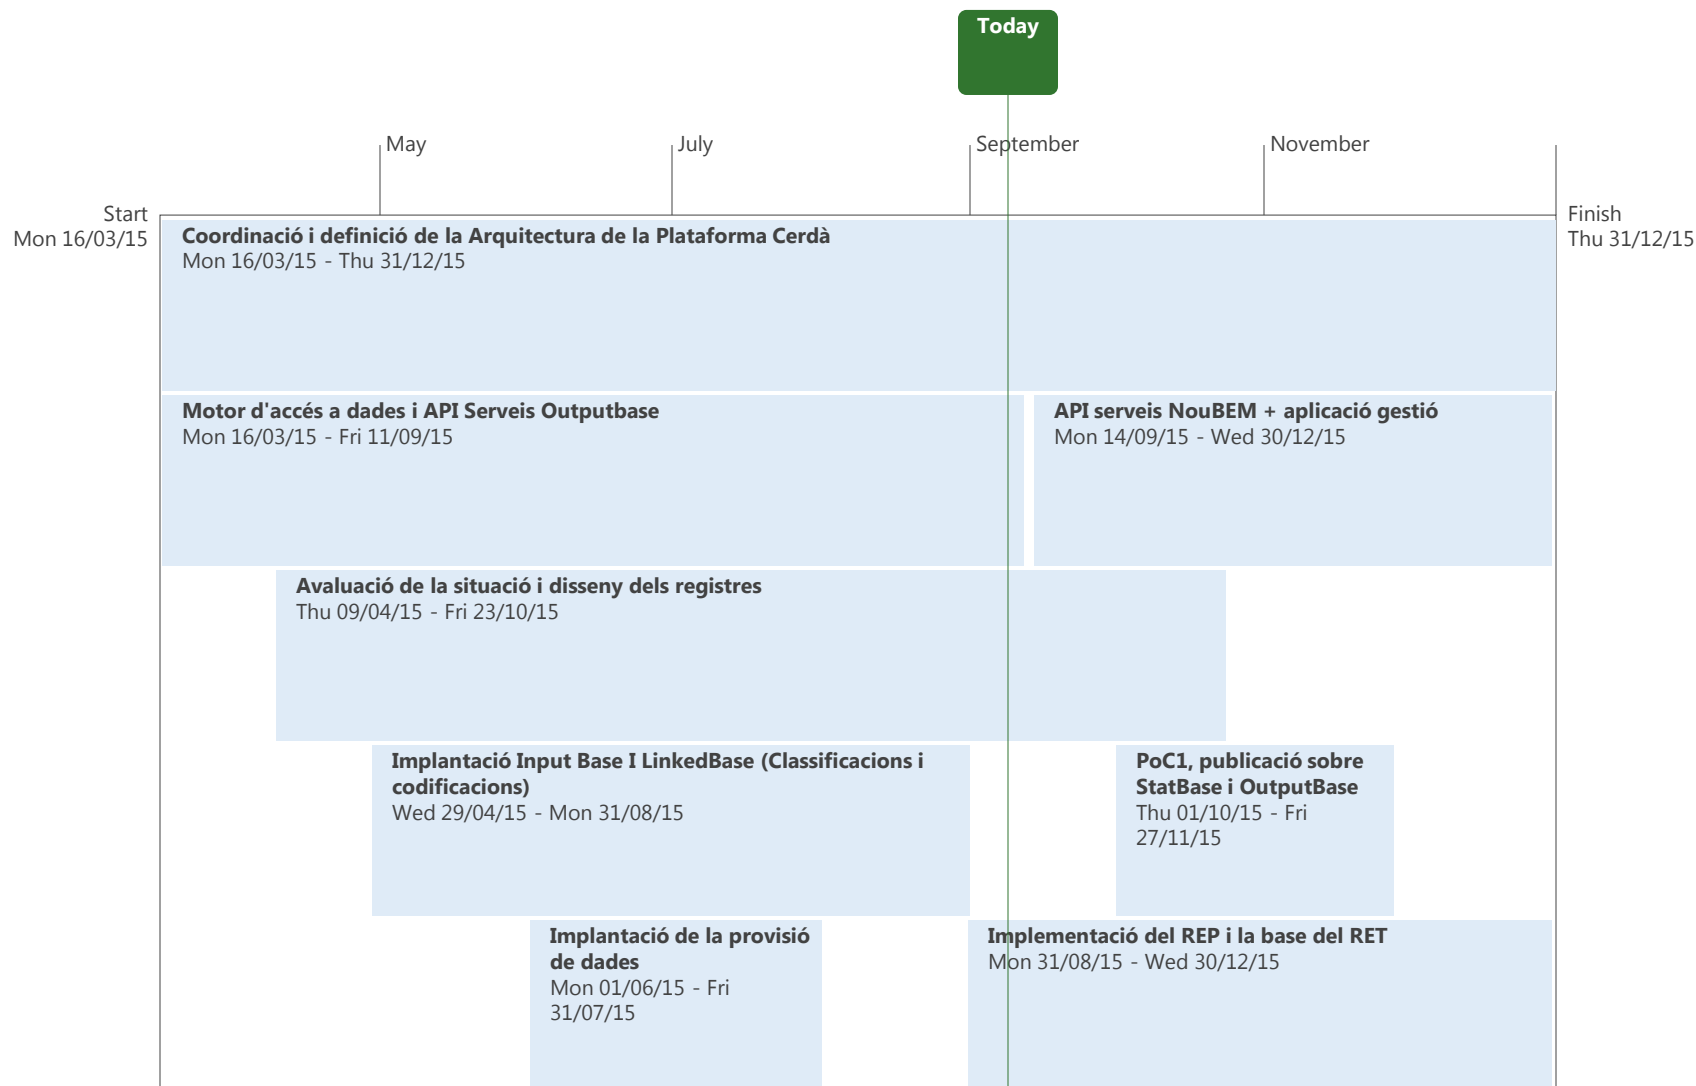 Today
May
July
September
November
Start
Mon 16/03/15
Finish
Thu 31/12/15
Coordinació i definició de la Arquitectura de la Plataforma Cerdà
Mon 16/03/15 - Thu 31/12/15
Motor d'accés a dades i API Serveis Outputbase
Mon 16/03/15 - Fri 11/09/15
API serveis NouBEM + aplicació gestió
Mon 14/09/15 - Wed 30/12/15
Avaluació de la situació i disseny dels registres
Thu 09/04/15 - Fri 23/10/15
Implantació Input Base I LinkedBase (Classificacions i
codificacions)
Wed 29/04/15 - Mon 31/08/15
PoC1, publicació sobre
StatBase i OutputBase
Thu 01/10/15 - Fri
27/11/15
Implantació de la provisió
de dades
Mon 01/06/15 - Fri
31/07/15
Implementació del REP i la base del RET
Mon 31/08/15 - Wed 30/12/15